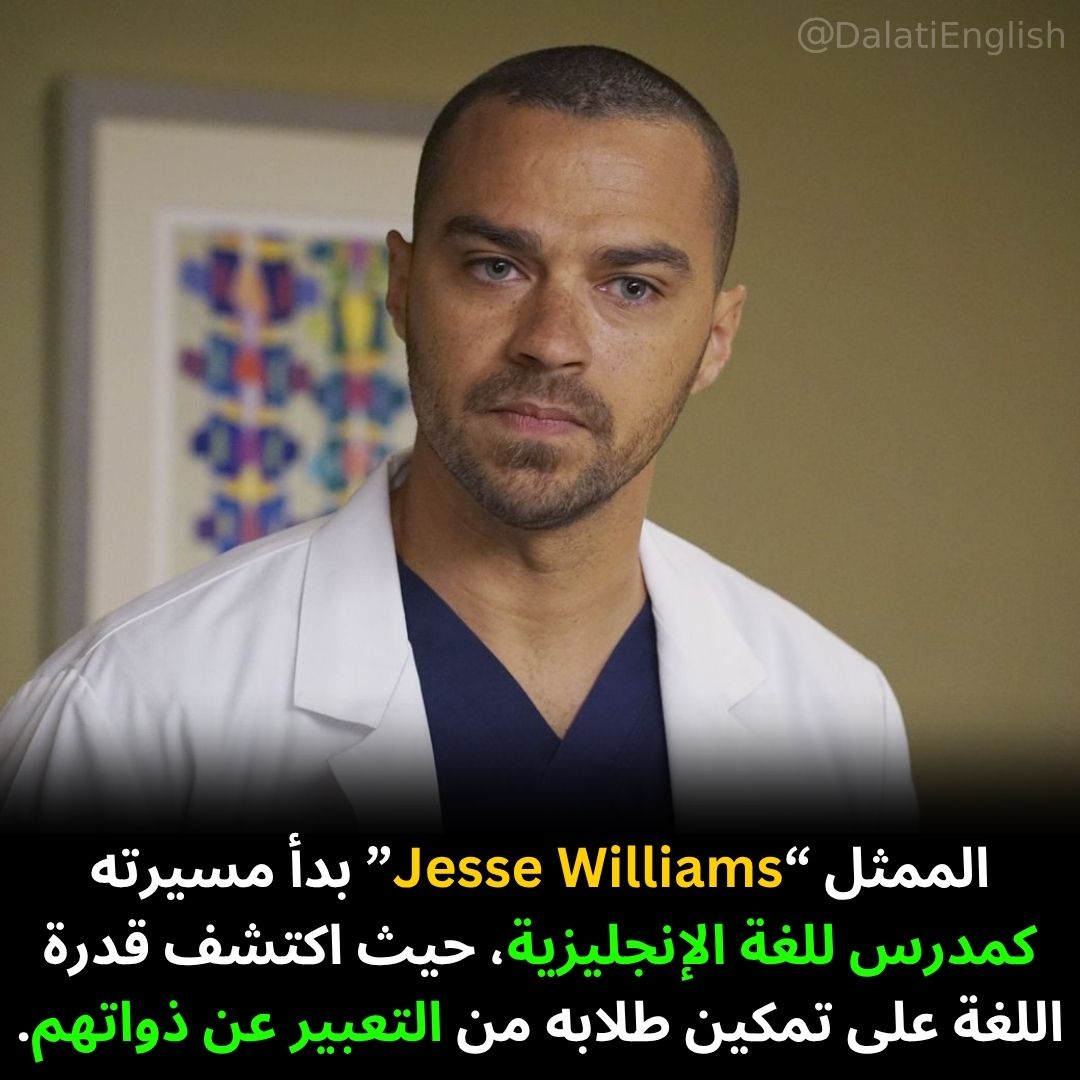 @DalatiEnglish
الممثل “Jesse Williams” بدأ مسيرته
كمدرس للغة الإنجليزية، حيث اكتشف قدرة
اللغة على تمكين طلابه من التعبير عن ذواتهم.